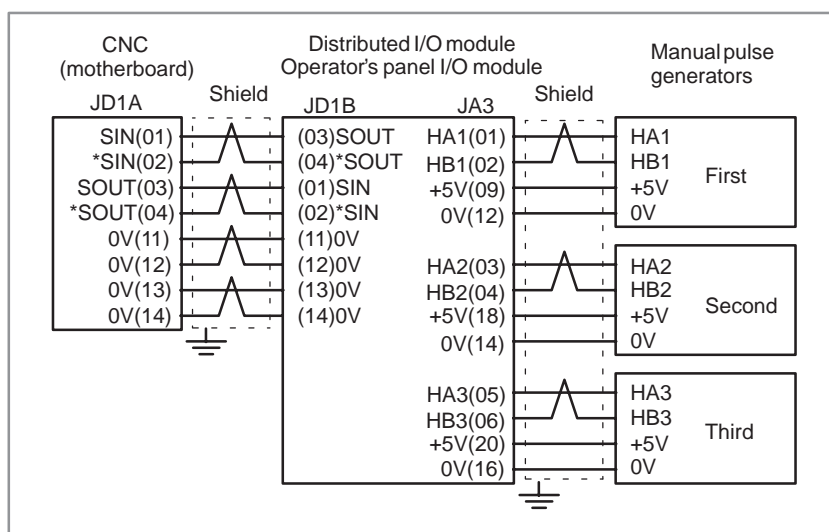 CNC
(motherboard)
Distributed I/O module
Operator's panel I/O module
Manual pulse
generators
JD1A
Shield
JD1B
JA3
Shield
SIN(01)
*SIN(02)
SOUT(03)
*SOUT(04)
0V(11)
0V(12)
0V(13)
0V(14)
(03)SOUT
(04)*SOUT
(01)SIN
(02)*SIN
(11)0V
(12)0V
(13)0V
(14)0V
HA1(01)
HB1(02)
+5V(09)
0V(12)
HA2(03)
HB2(04)
+5V(18)
0V(14)
HA3(05)
HB3(06)
+5V(20)
0V(16)
HA1
HB1
+5V
0V
First
HA2
HB2
+5V
0V
Second
HA3
HB3
+5V
0V
Third